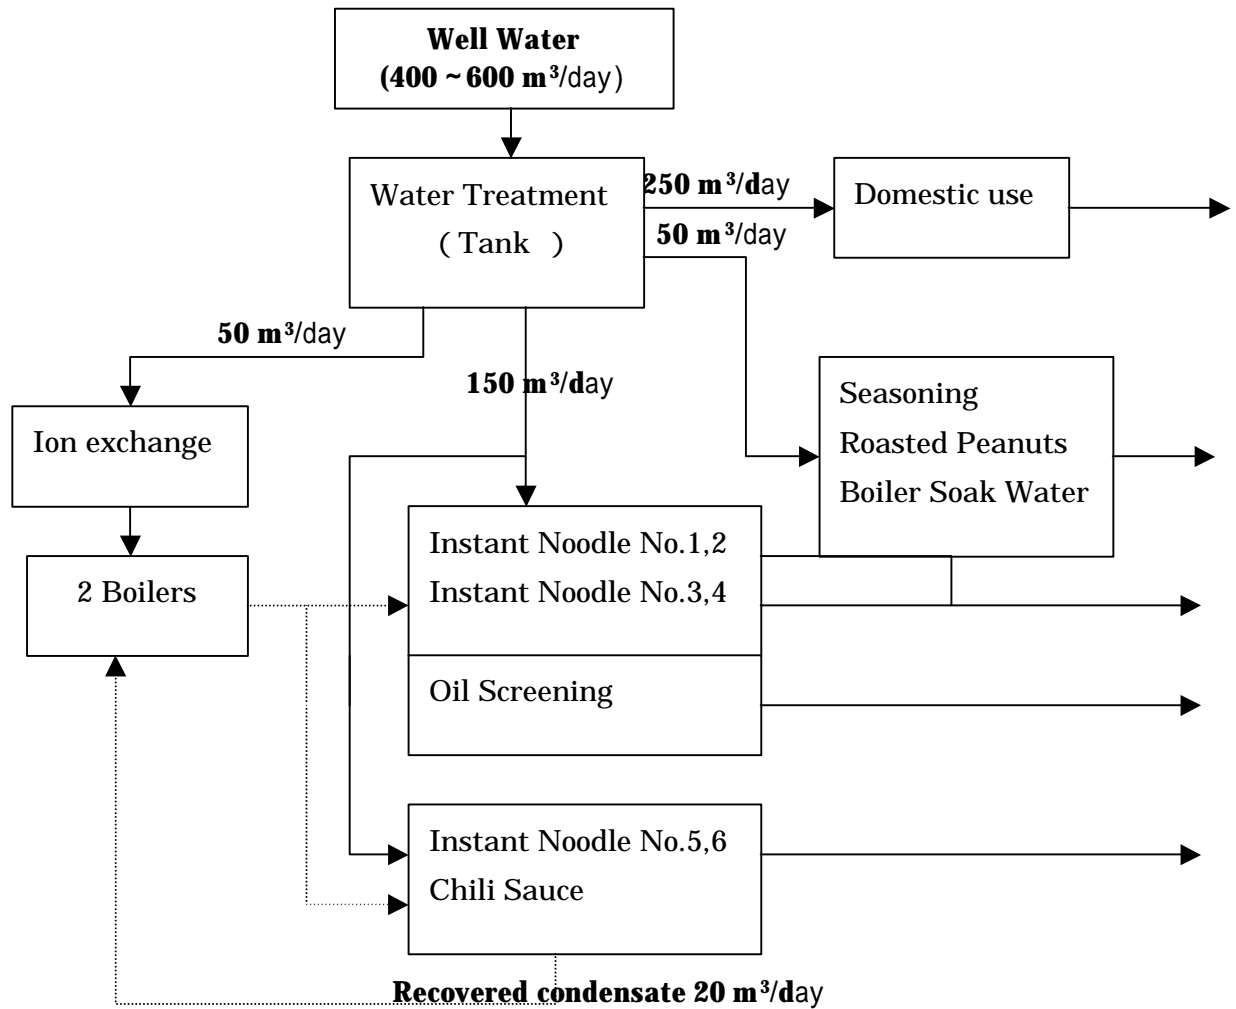 Well Water
(400 ~ 600 m³/day)
Water Treatment
( Tank )
250 m³/day
Domestic use
50 m³/day
50 m³/day
150 m³/day
Seasoning
Roasted Peanuts
Boiler Soak Water
Ion exchange
2 Boilers
Instant Noodle No.1,2
Instant Noodle No.3,4
Oil Screening
Instant Noodle No.5,6
Chili Sauce
Recovered condensate 20 m³/day